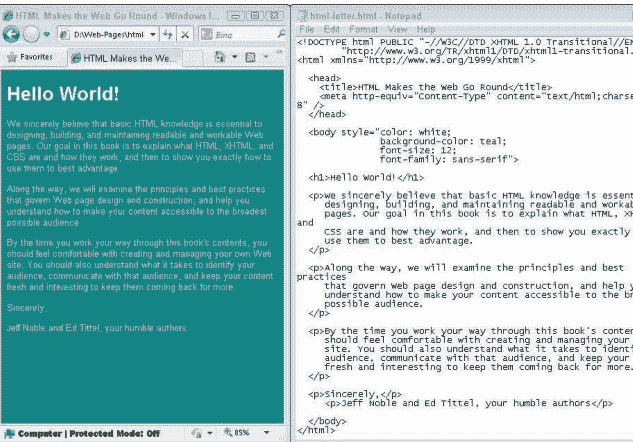 HTML Makes the Web Go Round - Windows I...
D:\Web-Pages\html
Bing
Favorites
HTML Makes the We...
Hello World!
We sincerely believe that basic HTML knowledge is essential to
designing, building, and maintaining readable and workable Web
pages. Our goal in this book is to explain what HTML, XHTML, and
CSS are and how they work, and then to show you exactly how to
use them to best advantage.
Along the way, we will examine the principles and best practices
that govern Web page design and construction, and help you
understand how to make your content accessible to the broadest
possible audience.
By the time you work your way through this book's contents, you
should feel comfortable with creating and managing your own Web
site. You should also understand what it takes to identify your
audience, communicate with that audience, and keep your content
fresh and interesting to keep them coming back for more.
Sincerely,
Jeff Noble and Ed Tittel, your humble authors
Computer | Protected Mode: Off
85%
html-letter.html - Notepad
File Edit Format View Help
<!DOCTYPE html PUBLIC "-//W3C//DTD XHTML 1.0 Transitional//EN
"http://www.w3.org/TR/xhtml1/DTD/xhtml1-transitional.
<html xmlns="http://www.w3.org/1999/xhtml">
<head>
<title>HTML Makes the Web Go Round</title>
<meta http-equiv="Content-Type" content="text/html;charse
8" />
</head>
<body style="color: white;
background-color: teal;
font-size: 12;
font-family: sans-serif">
<h1>Hello World!</h1>
<p>We sincerely believe that basic HTML knowledge is essent
designing, building, and maintaining readable and workab
pages. Our goal in this book is to explain what HTML, XH
and
CSS are and how they work, and then to show you exactly
use them to best advantage.
</p>
<p>Along the way, we will examine the principles and best
practices
that govern Web page design and construction, and help y
understand how to make your content accessible to the br
possible audience.
</p>
<p>By the time you work your way through this book's conten
should feel comfortable with creating and managing your
site. You should also understand what it takes to identi
audience, communicate with that audience, and keep your
fresh and interesting to keep them coming back for more.
</p>
<p>Sincerely,</p>
<p>Jeff Noble and Ed Tittel, your humble authors</p>
</body>
</html>